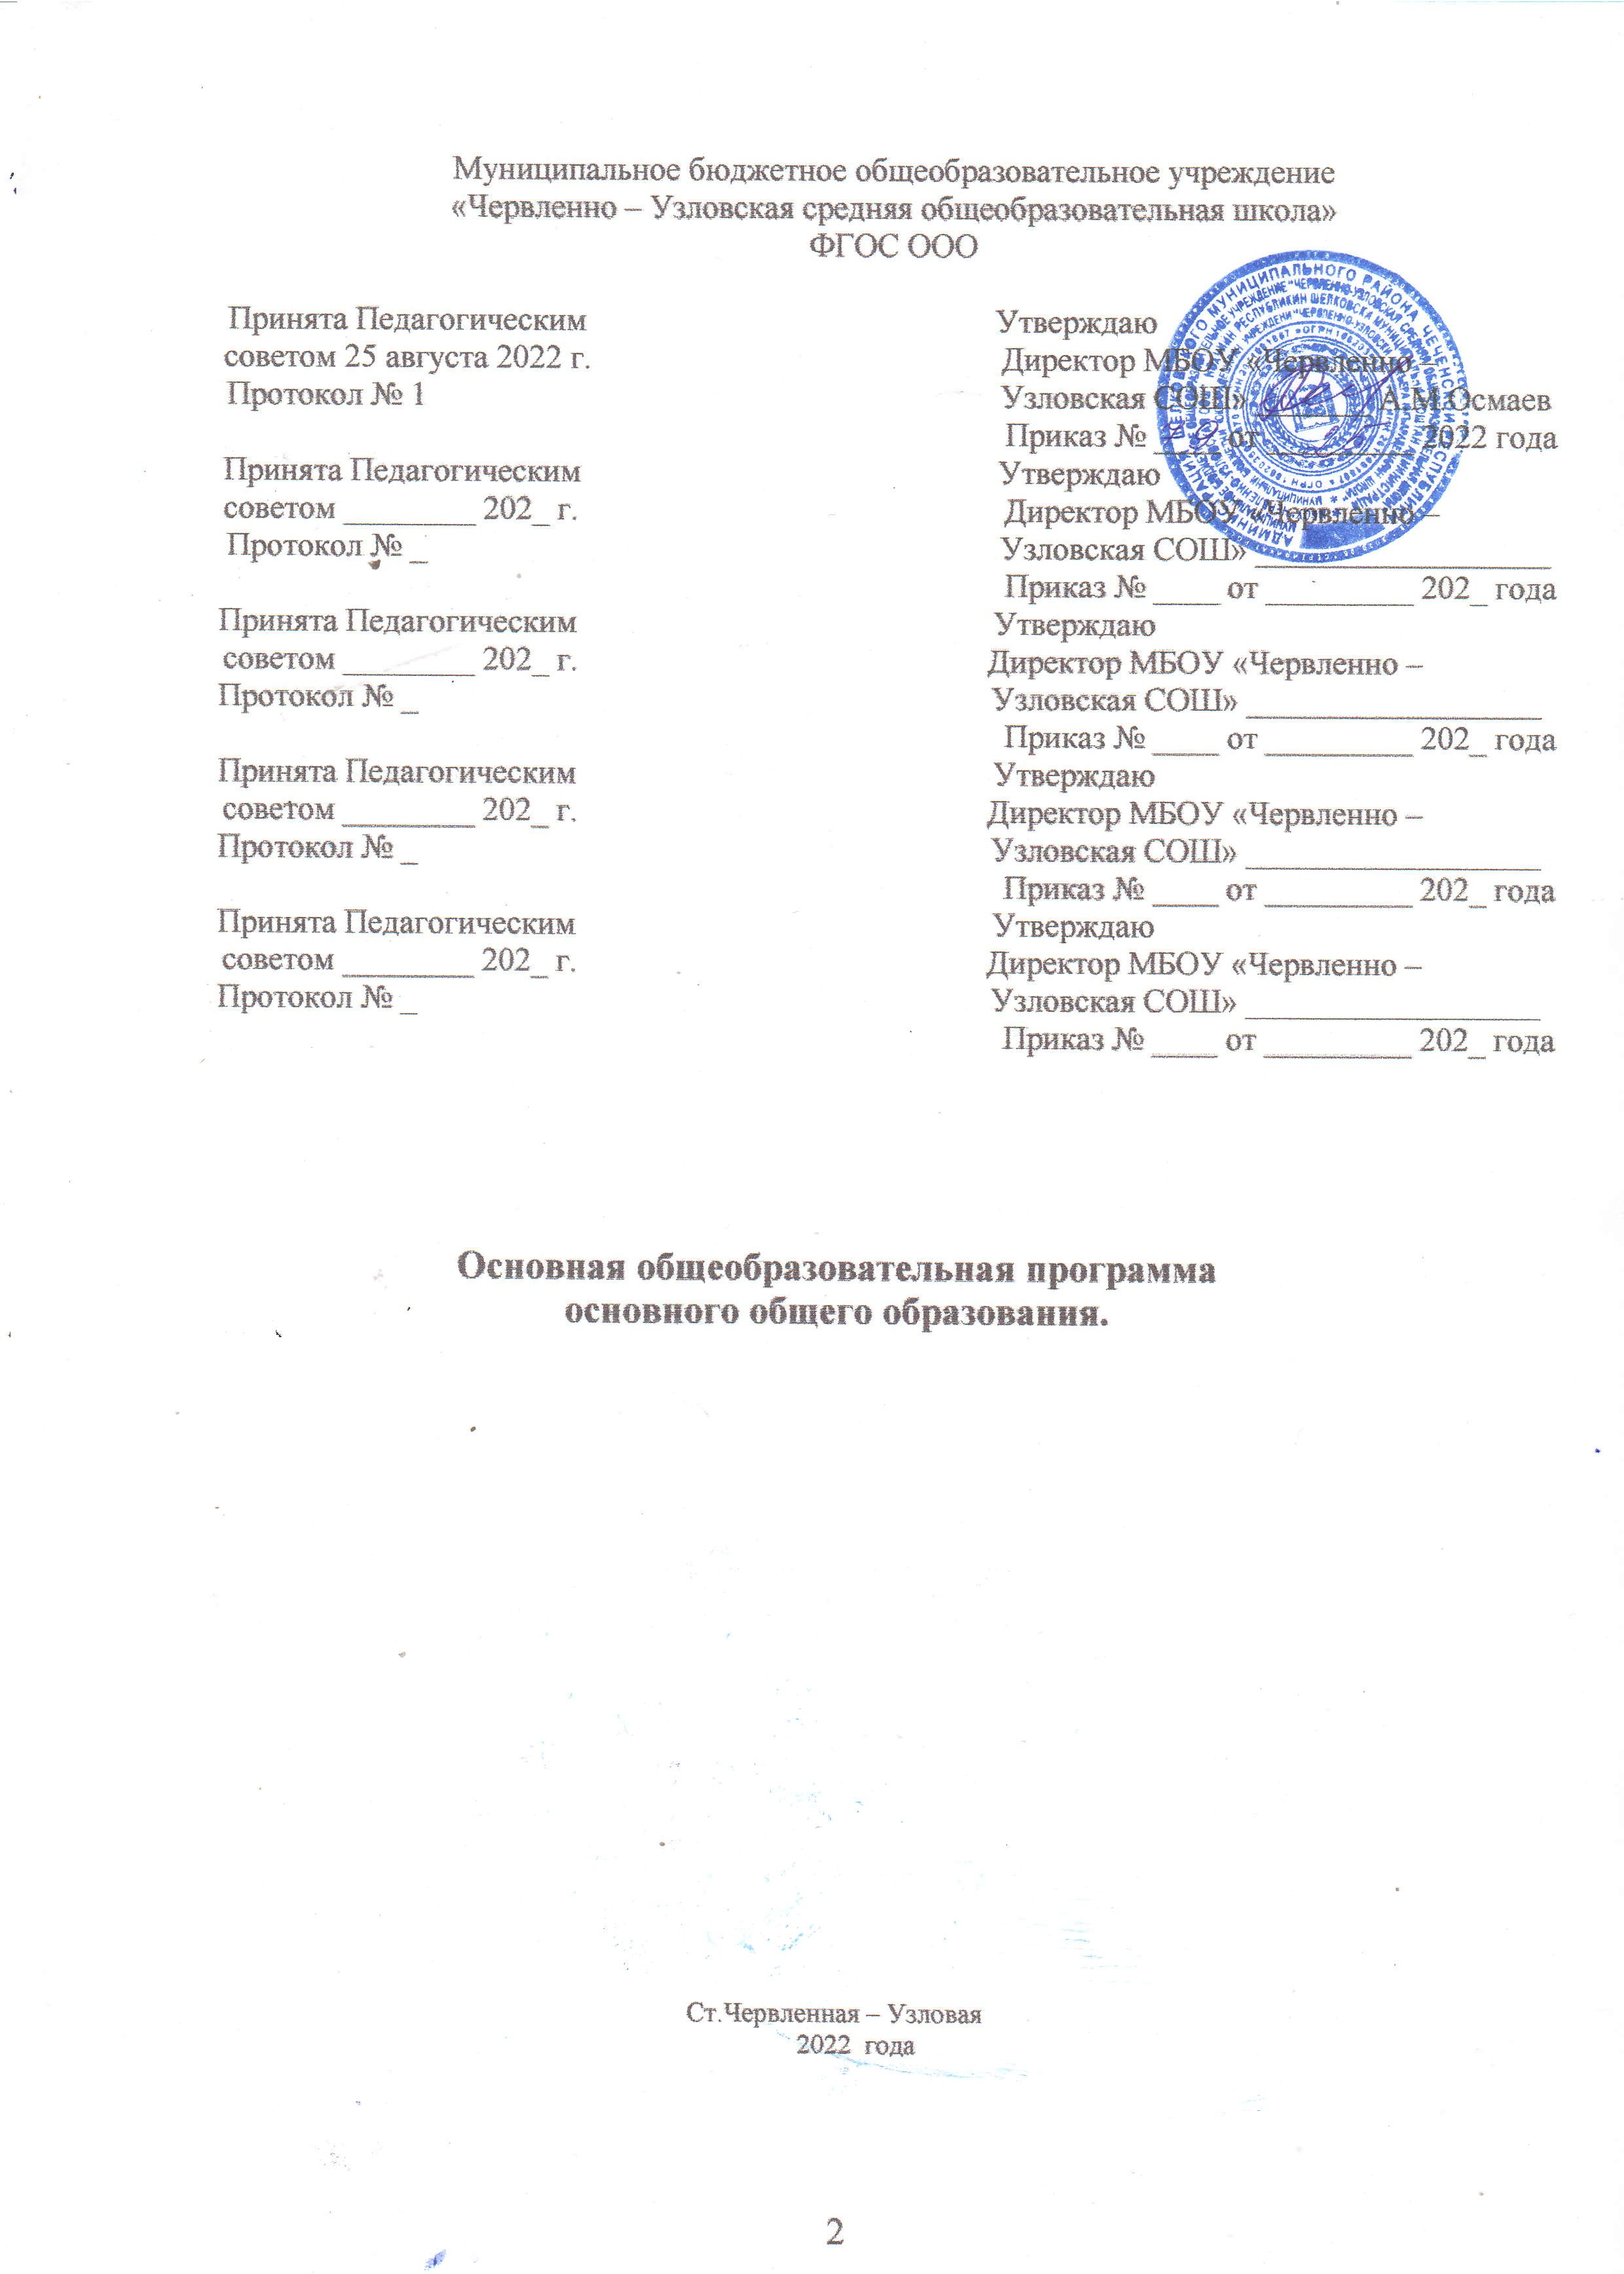 Муниципальное бюджетное общеобразовательное учреждение
«Червленно – Узловская средняя общеобразовательная школа»
ФГОС ООО
Принята Педагогическим
советом 25 августа 2022 г.
Протокол № 1
Утверждаю
Директор МБОУ «Червленно –
Узловская СОШ» ________ А.М.Осмаев
Приказ № от 2022 года
Принята Педагогическим
советом ________ 202_ г.
Протокол № _
Утверждаю
Директор МБОУ «Червленно –
Узловская СОШ» __________________
Приказ № ____ от _________ 202_ года
Принята Педагогическим
советом ________ 202_ г.
Протокол № _
Утверждаю
Директор МБОУ «Червленно –
Узловская СОШ» __________________
Приказ № ____ от _________ 202_ года
Принята Педагогическим
советом ________ 202_ г.
Протокол № _
Утверждаю
Директор МБОУ «Червленно –
Узловская СОШ» __________________
Приказ № ____ от _________ 202_ года
Принята Педагогическим
советом ________ 202_ г.
Протокол № _
Утверждаю
Директор МБОУ «Червленно –
Узловская СОШ» __________________
Приказ № ____ от _________ 202_ года
Основная общеобразовательная программа
основного общего образования.
Ст.Червленная – Узловая
2022 года
2